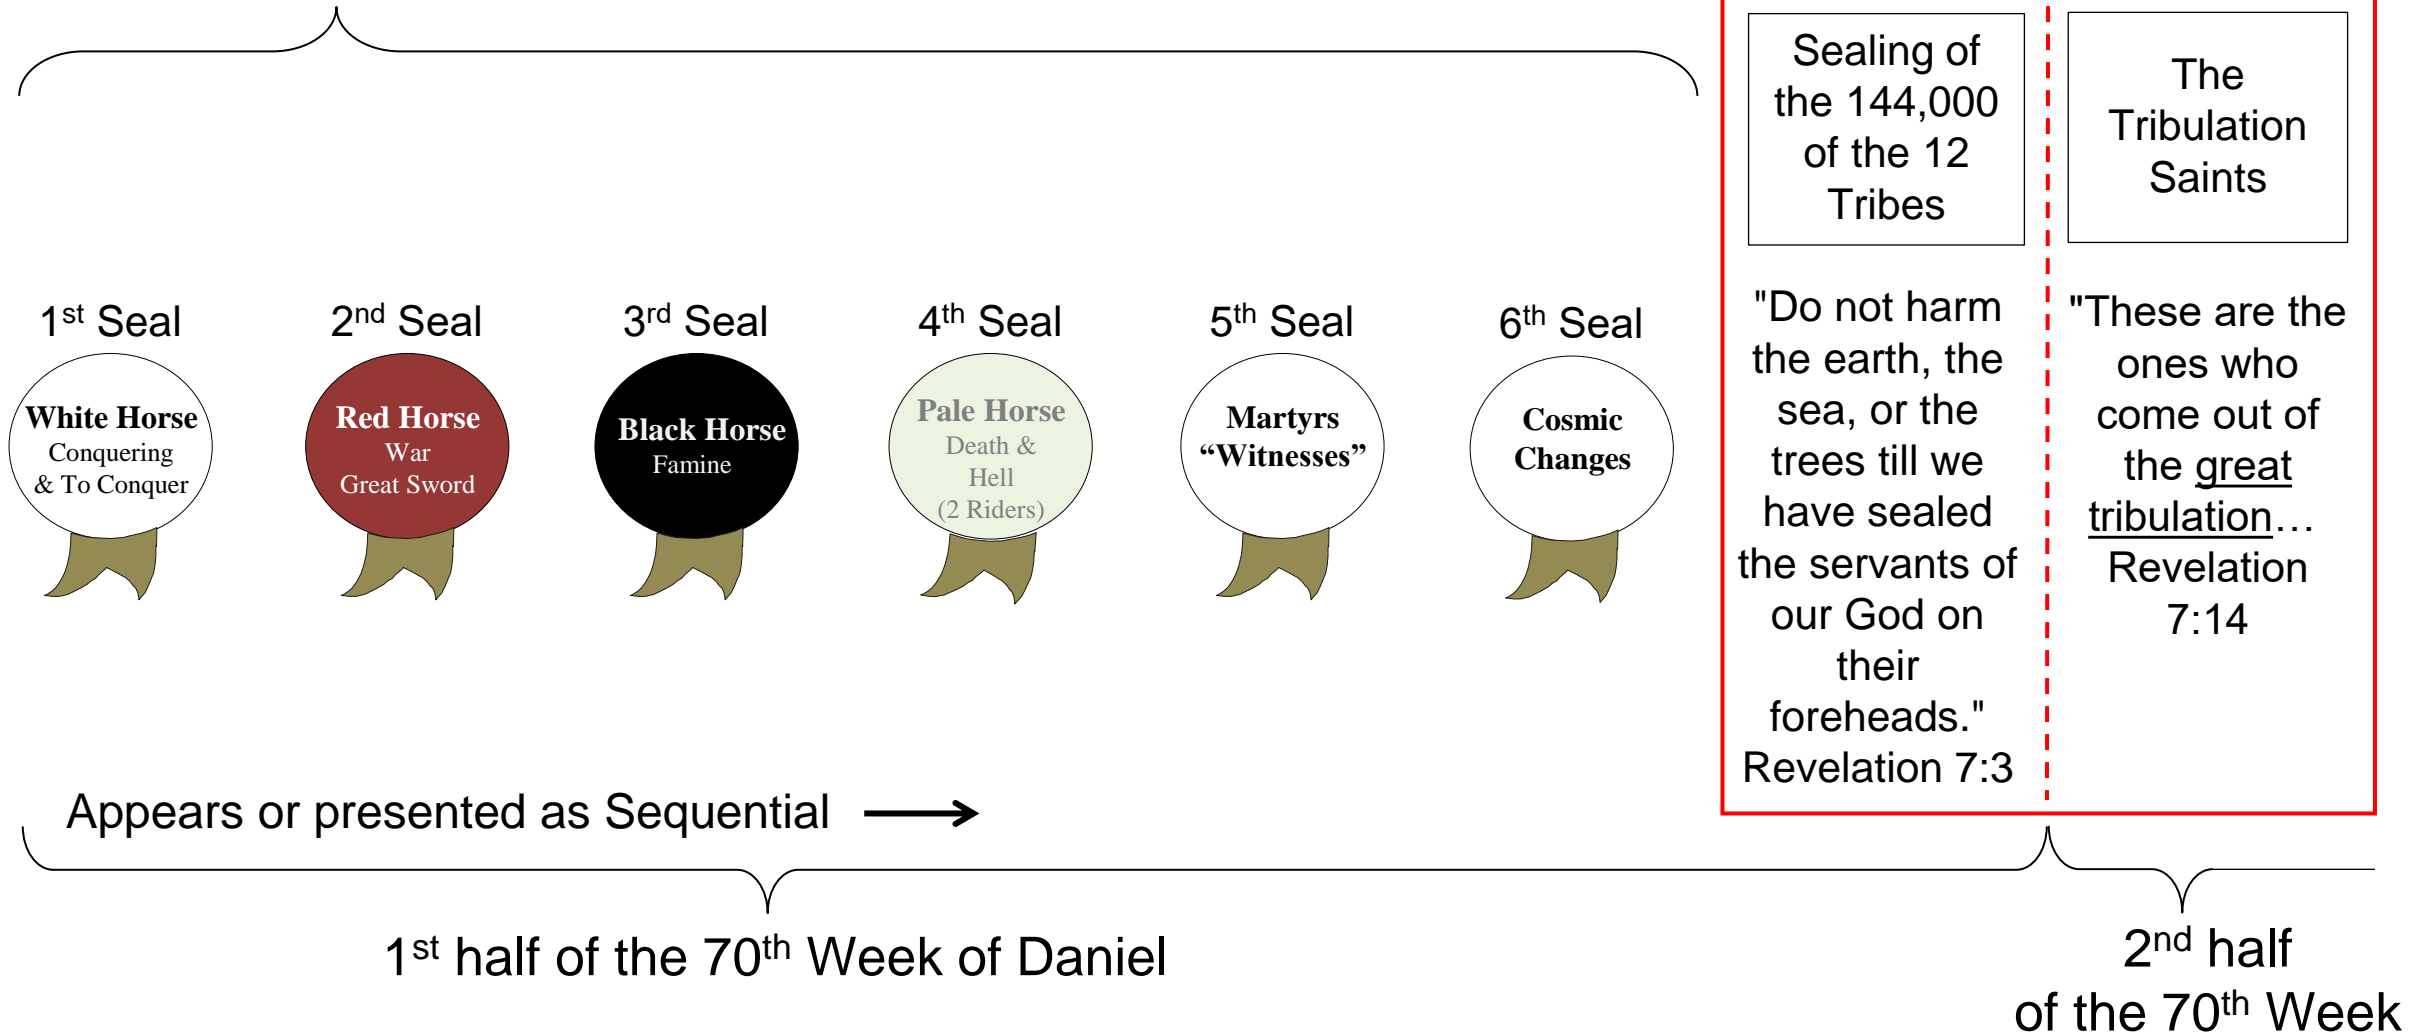 Sealing of
the 144,000
of the 12
Tribes
The
Tribulation
Saints
1st Seal
2nd Seal
3rd Seal
4th Seal
5th Seal
6th Seal
White Horse
Conquering
& To Conquer
Red Horse
War
Great Sword
Black Horse
Famine
Pale Horse
Death &
Hell
(2 Riders)
Martyrs
“Witnesses”
Cosmic
Changes
"Do not harm
the earth, the
sea, or the
trees till we
have sealed
the servants of
our God on
their
foreheads."
Revelation 7:3
"These are the
ones who
come out of
the great
tribulation…
Revelation
7:14
Appears or presented as Sequential
1st half of the 70th Week of Daniel
2nd half
of the 70th Week